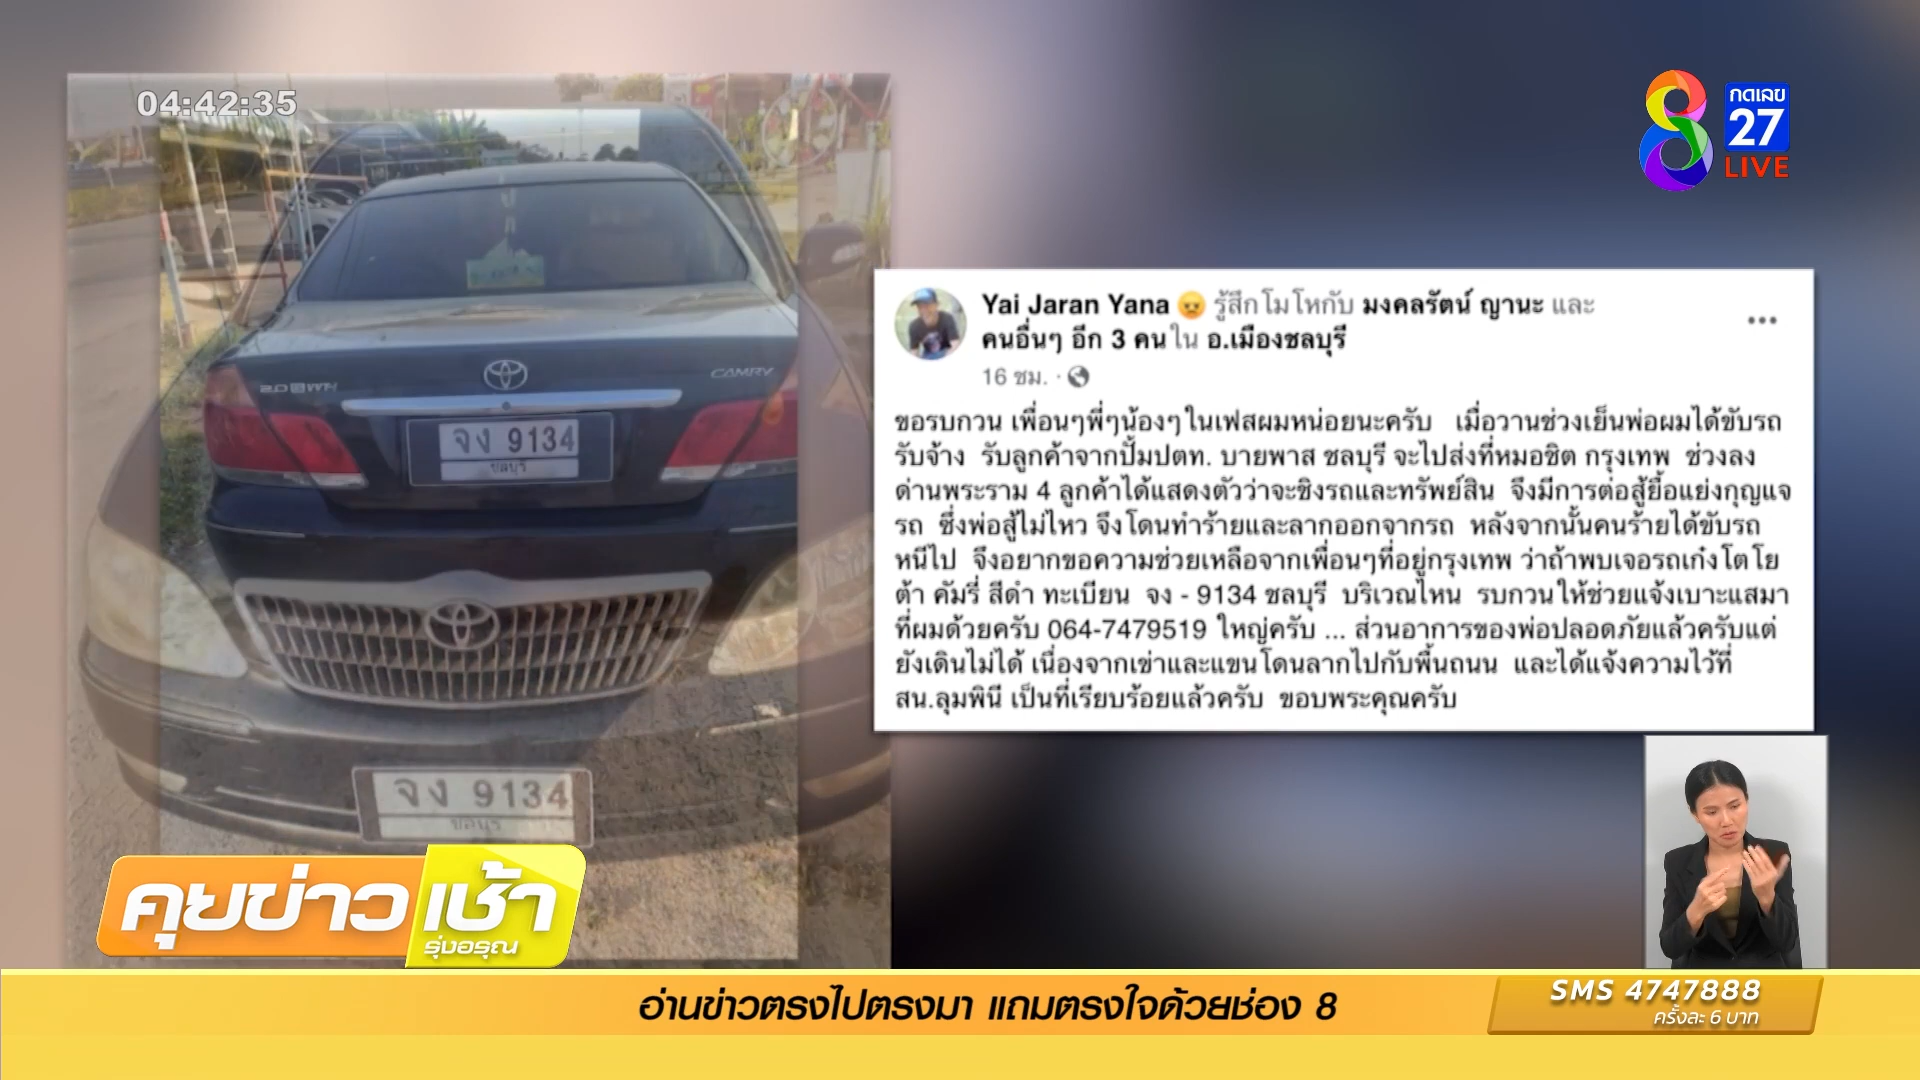 04:42:35
กดเลข
27
LIVE
2.0
CAMRY
จง 9134
ชลบุรี
จง 9134
ชลบุรี
Yai Jaran Yana 😡 รู้สึกโมโหกับ มงคลรัตน์ ญานะ และ
คนอื่นๆ อีก 3 คน ใน อ.เมืองชลบุรี
16 ชม. ·
ขอรบกวน เพื่อนๆพี่ๆน้องๆในเฟสผมหน่อยนะครับ เมื่อวานช่วงเย็นพ่อผมได้ขับรถ
รับจ้าง รับลูกค้าจากปั้มปตท. บายพาส ชลบุรี จะไปส่งที่หมอชิต กรุงเทพ ช่วงลง
ด่านพระราม 4 ลูกค้าได้แสดงตัวว่าจะชิงรถและทรัพย์สิน จึงมีการต่อสู้ยื้อแย่งกุญแจ
รถ ซึ่งพ่อสู้ไม่ไหว จึงโดนทำร้ายและลากออกจากรถ หลังจากนั้นคนร้ายได้ขับรถ
หนีไป จึงอยากขอความช่วยเหลือจากเพื่อนๆที่อยู่กรุงเทพ ว่าถ้าพบเจอรถเก๋งโตโย
ต้า คัมรี่ สีดำ ทะเบียน จง - 9134 ชลบุรี บริเวณไหน รบกวนให้ช่วยแจ้งเบาะแสมา
ที่ผมด้วยครับ 064-7479519 ใหญ่ครับ ... ส่วนอาการของพ่อปลอดภัยแล้วครับแต่
ยังเดินไม่ได้ เนื่องจากเข่าและแขนโดนลากไปกับพื้นถนน และได้แจ้งความไว้ที่
สน.ลุมพินี เป็นที่เรียบร้อยแล้วครับ ขอบพระคุณครับ
คุยข่าวเช้า
รุ่งอรุณ
อ่านข่าวตรงไปตรงมา แถมตรงใจด้วยช่อง 8
SMS 4747888
ครั้งละ 6 บาท